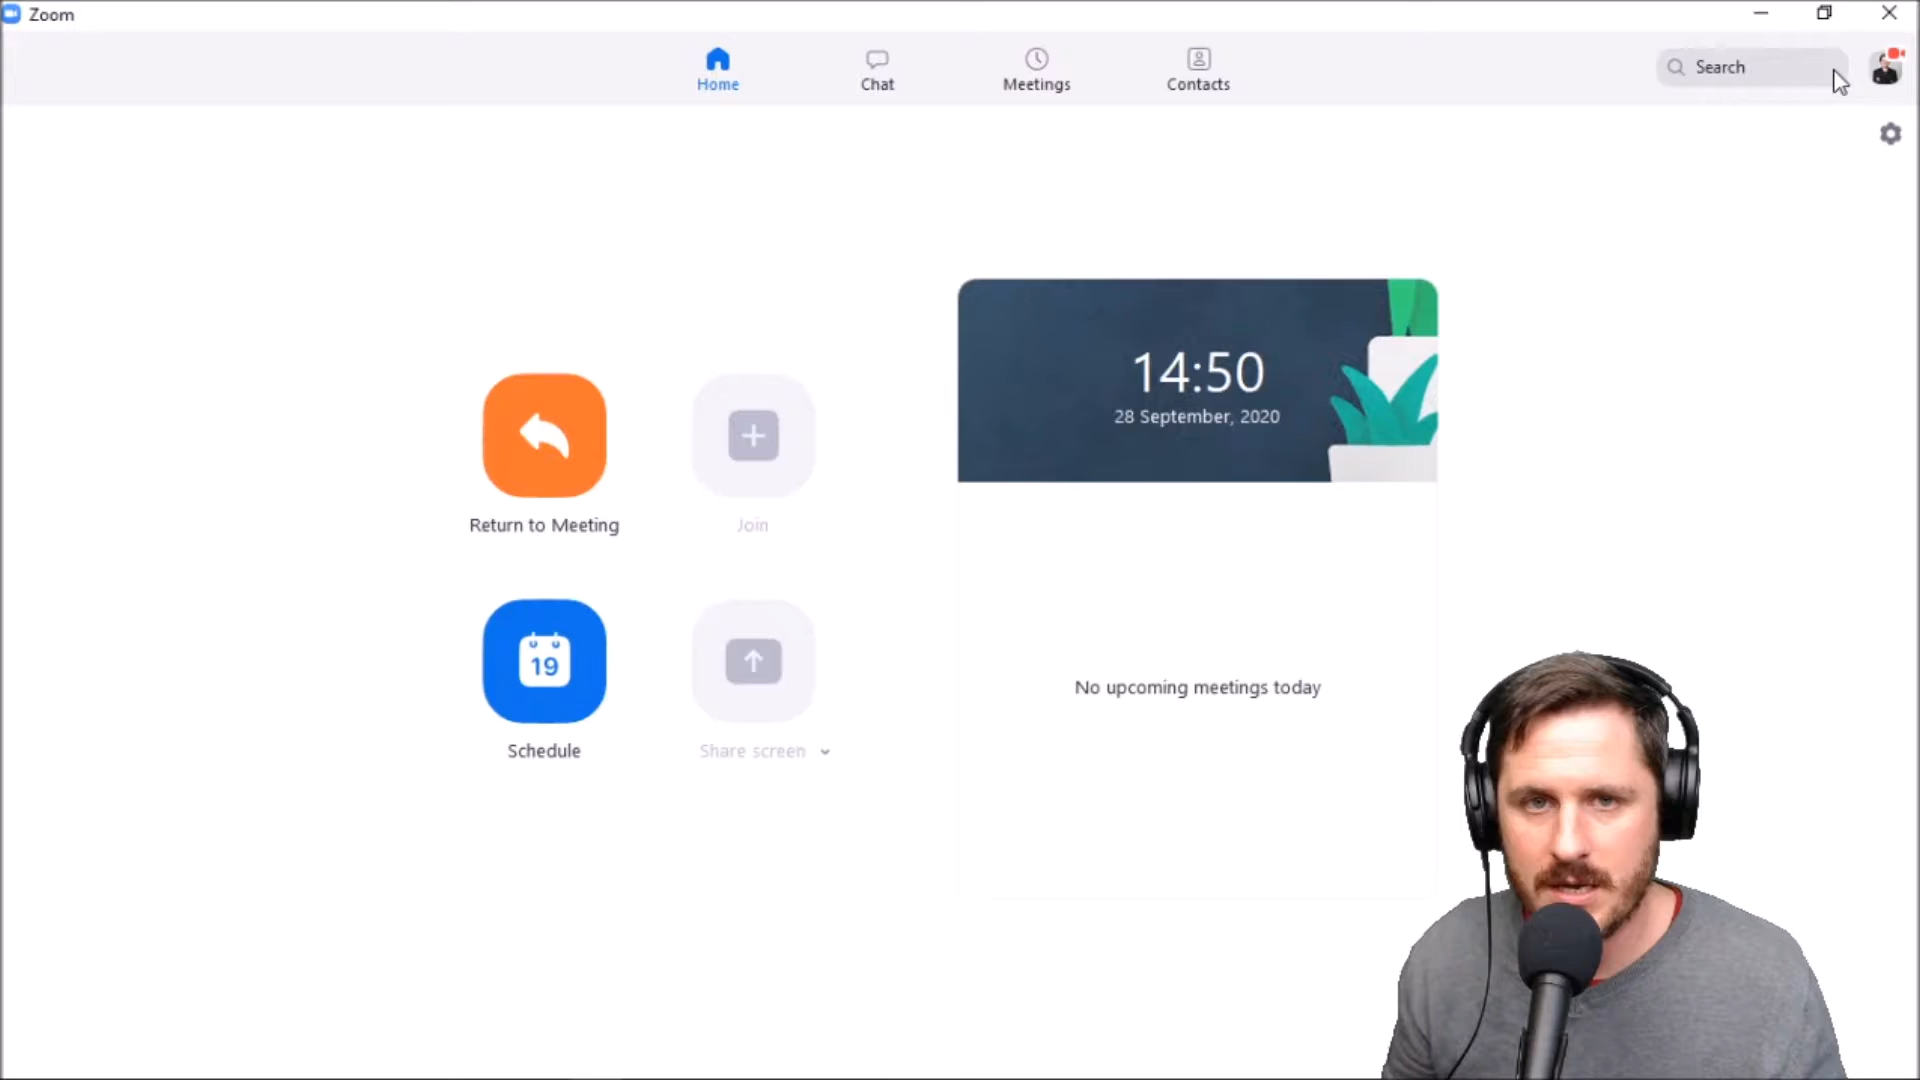 Zoom
Home
Chat
Meetings
Contacts
Search
14:50
28 September, 2020
Return to Meeting
Join
19
Schedule
Share screen
No upcoming meetings today